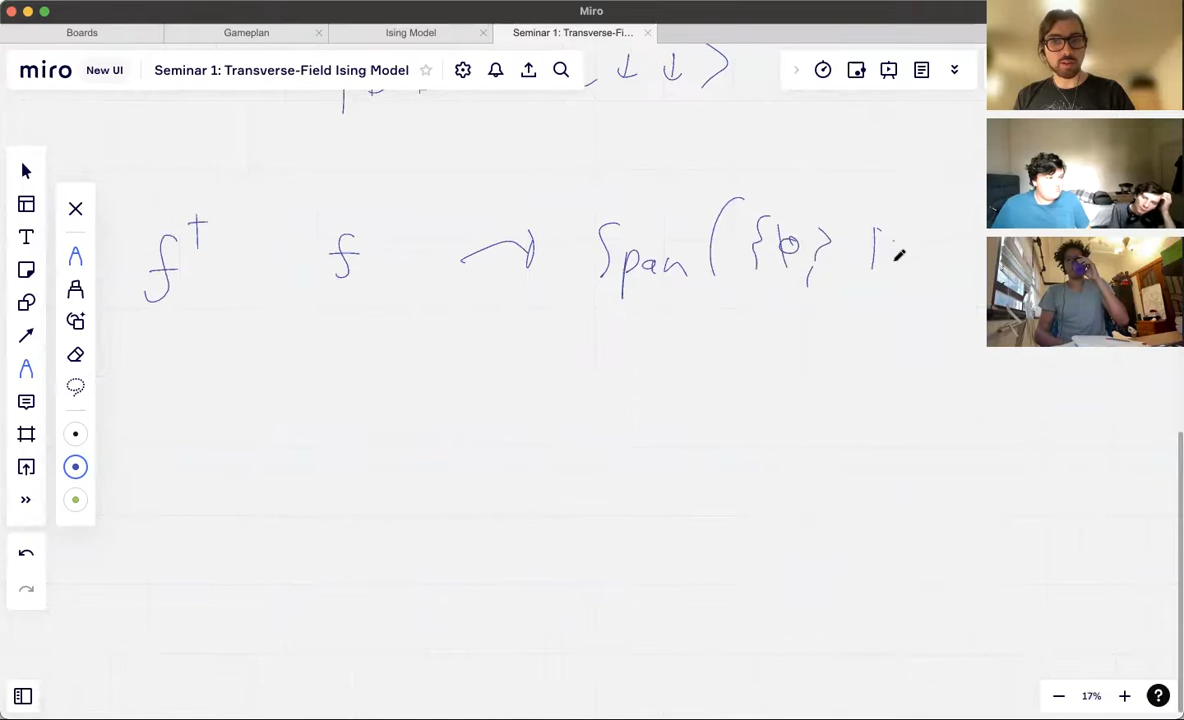 Miro
Boards
Gameplan
Ising Model
Seminar 1: Transverse-Fi...
miro
New UI
Seminar 1: Transverse-Field Ising Model
↓ ↓ ⟩
f† f → Span ( { |0⟩, |
17%